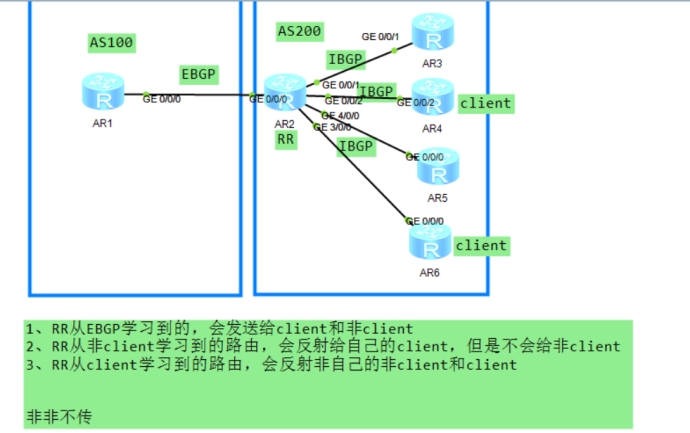 AS100
AS200
EBGP
IBGP
IBGP
IBGP
GE 0/0/0
GE 0/0/0
GE 0/0/1
GE 0/0/1
GE 0/0/2
GE 0/0/2
GE 4/0/0
GE 3/0/0
GE 0/0/0
GE 0/0/0
AR1
AR2
RR
AR3
AR4
client
AR5
AR6
client
1、RR从EBGP学习到的，会发送给client和非client
2、RR从非client学习到的路由，会反射给自己的client，但是不会给非client
3、RR从client学习到的路由，会反射非自己的非client和client
非非不传